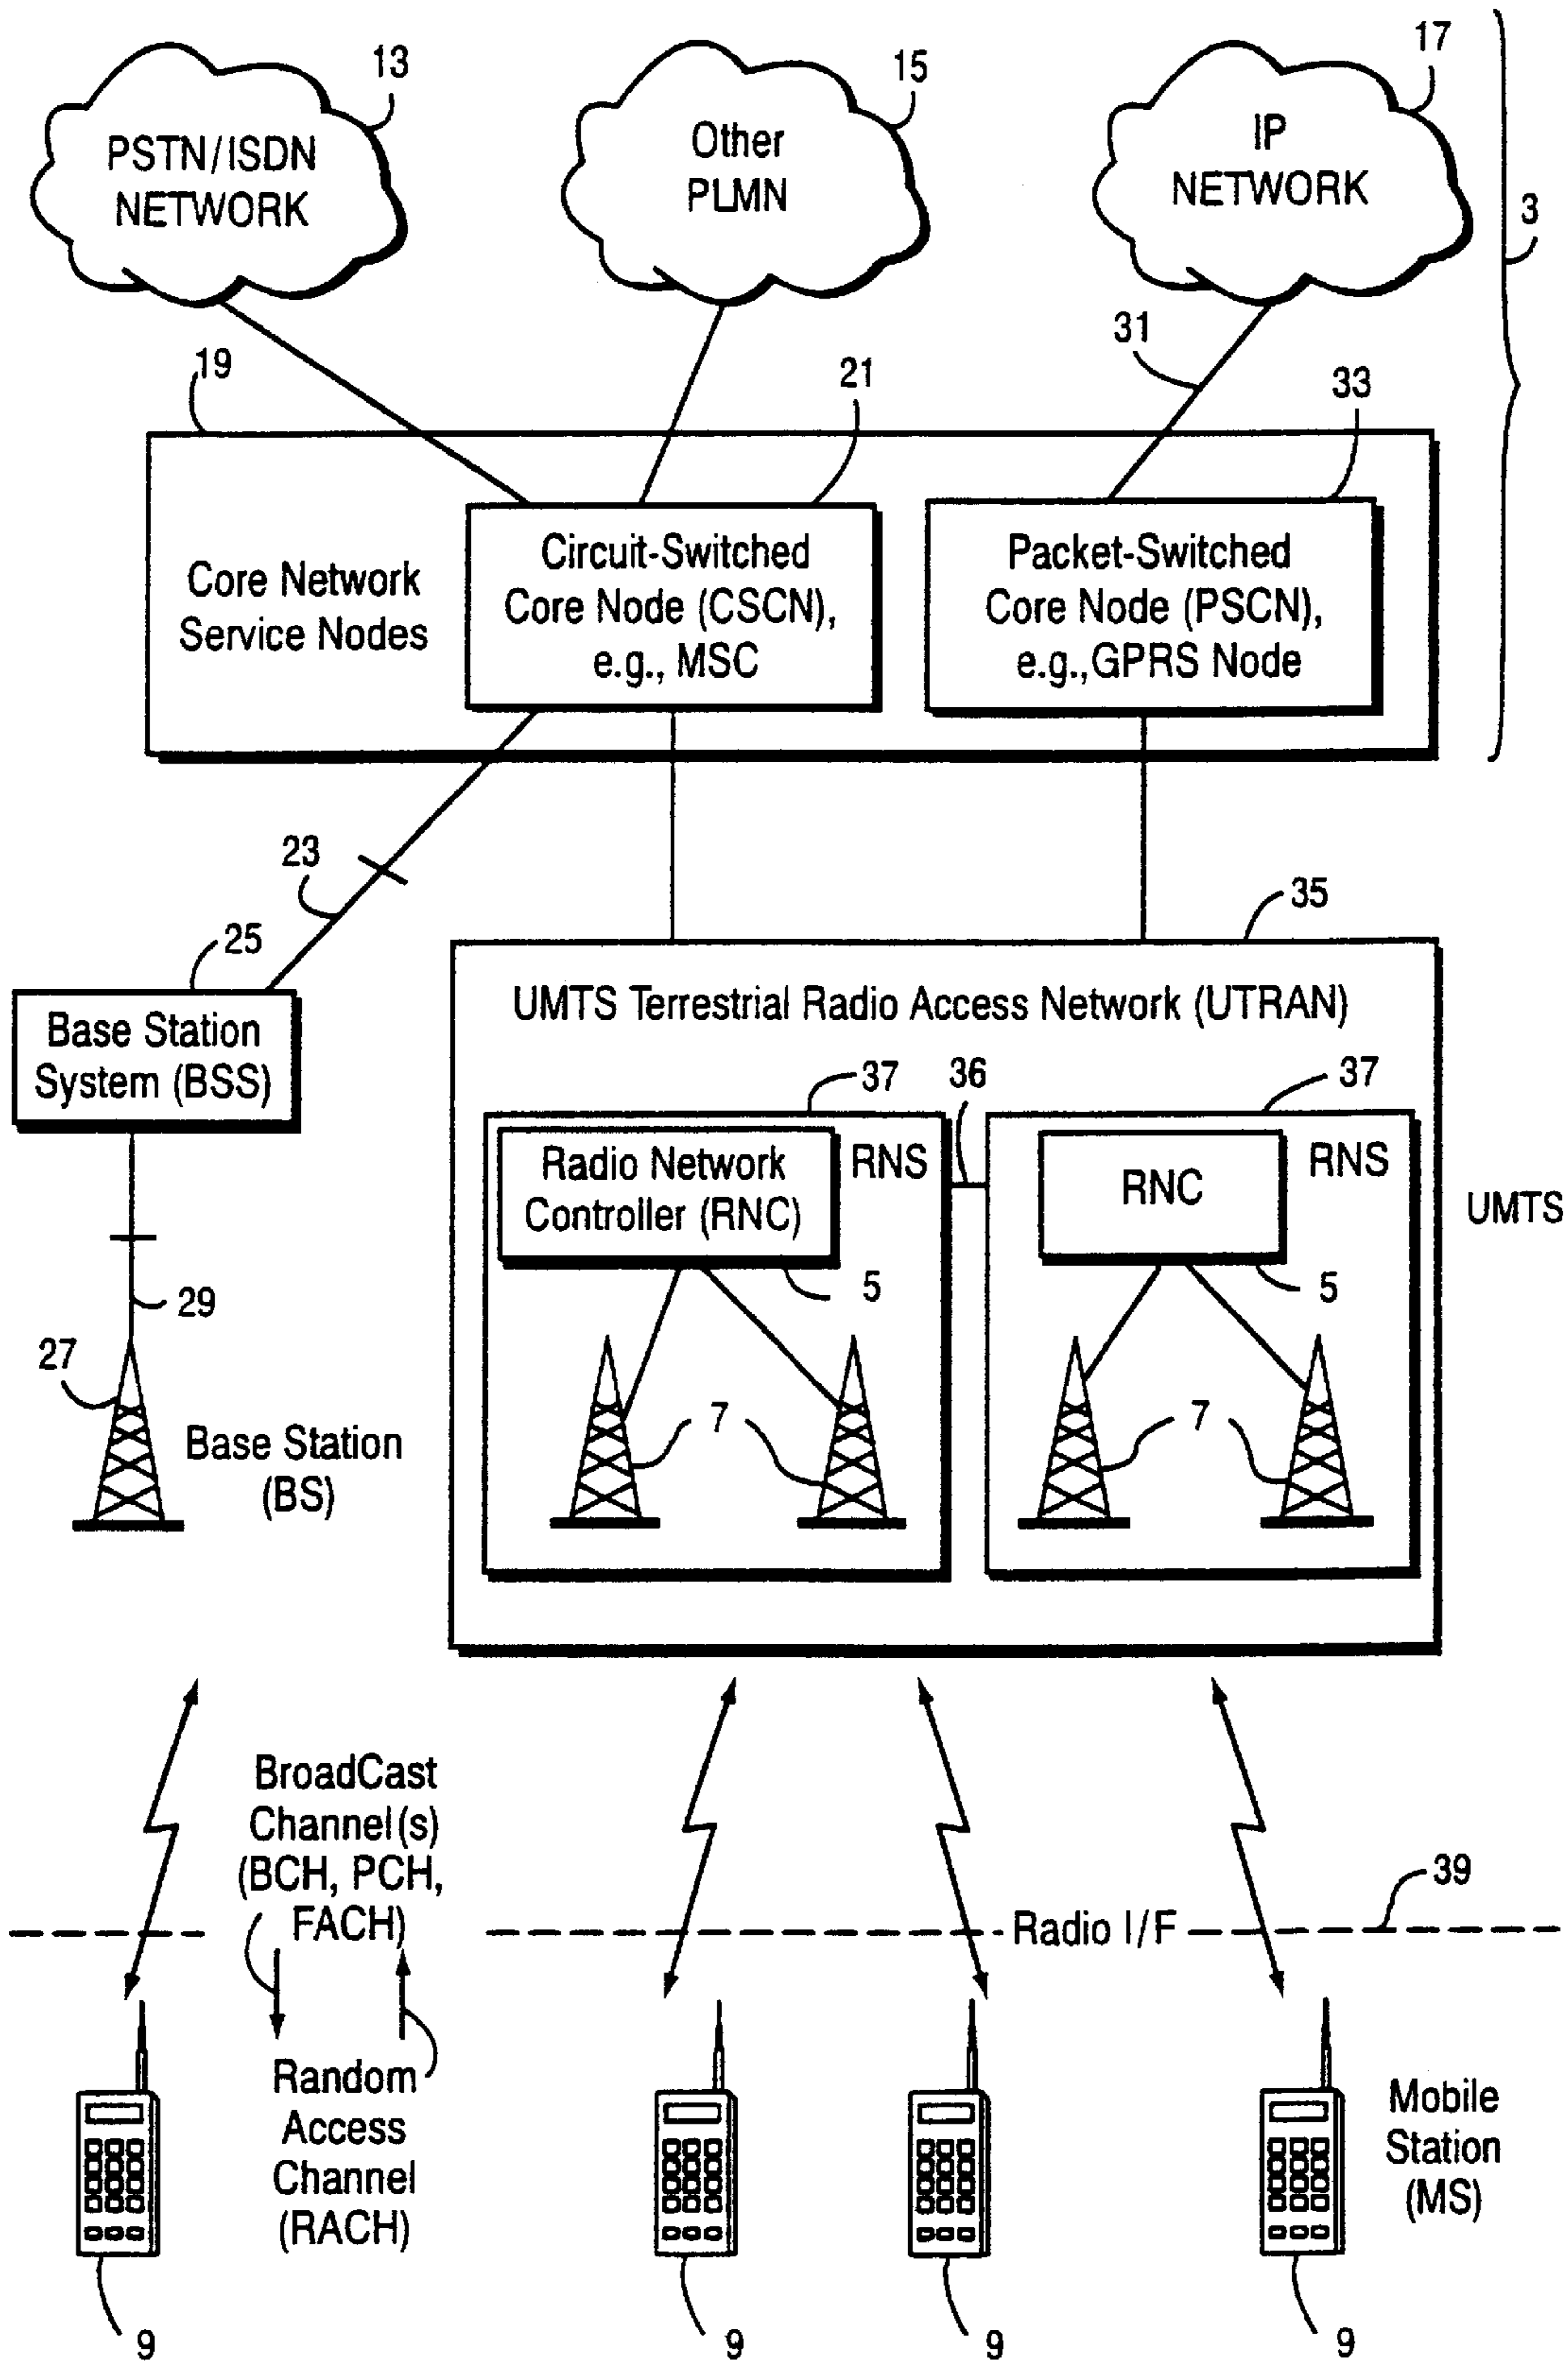 13
15
17
PSTN/ISDN
NETWORK
Other
PLMN
IP
NETWORK
3
31
19
21
33
Core Network
Service Nodes
Circuit-Switched
Core Node (CSCN),
e.g., MSC
Packet-Switched
Core Node (PSCN),
e.g.,GPRS Node
23
35
25
Base Station
System (BSS)
UMTS Terrestrial Radio Access Network (UTRAN)
37
36
37
Radio Network
Controller (RNC)
RNS
RNC
RNS
UMTS
5
5
29
27
7
7
Base Station
(BS)
BroadCast
Channel(s)
(BCH, PCH,
FACH)
39
Radio I/F
Random
Access
Channel
(RACH)
Mobile
Station
(MS)
9
9
9
9